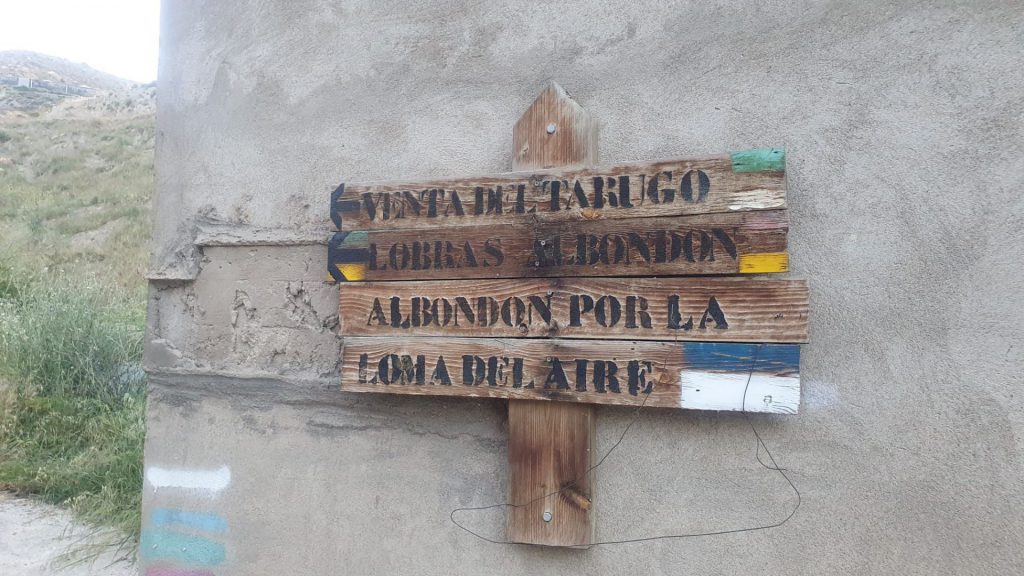 VENTA DEL TARUGO
LOBRAS ALBONDON
ALBONDON POR LA
LOMA DEL AIRE